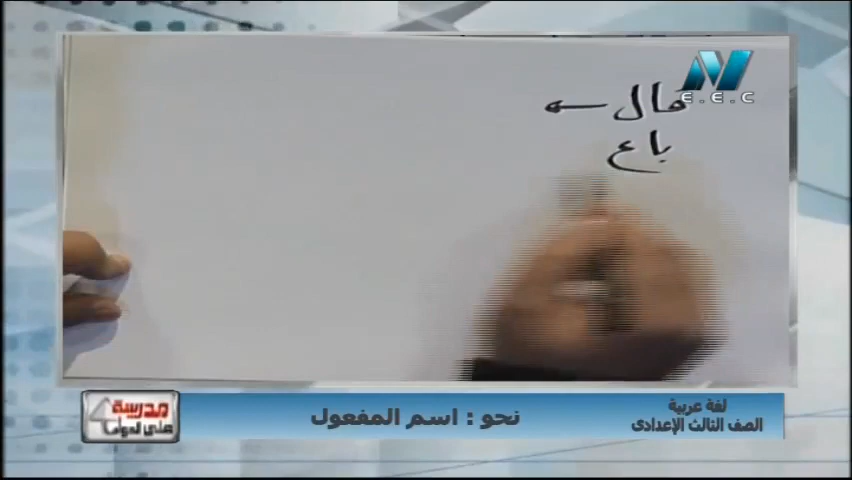 N
E.E.C
قال
باع
لغة عربية
الصف الثالث الإعدادى
نحو : اسم المفعول
مدرسة
على الهواء